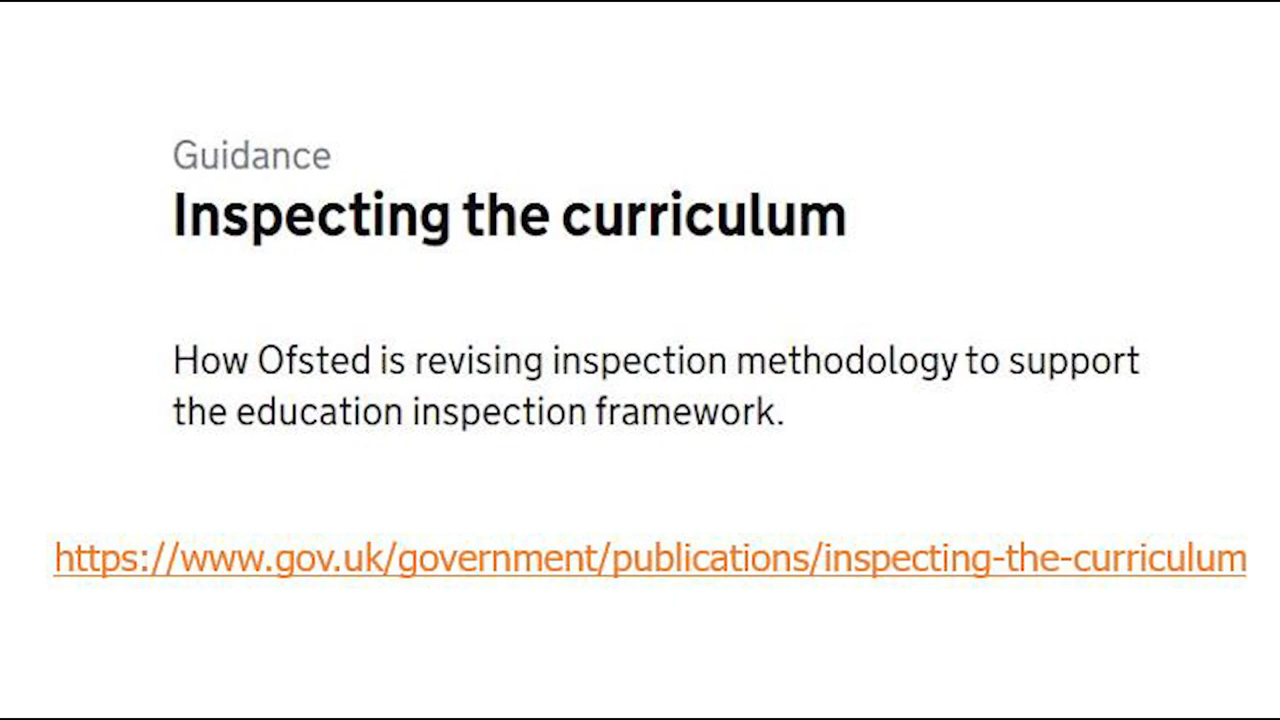 Guidance
Inspecting the curriculum
How Ofsted is revising inspection methodology to support
the education inspection framework.
https://www.gov.uk/government/publications/inspecting-the-curriculum